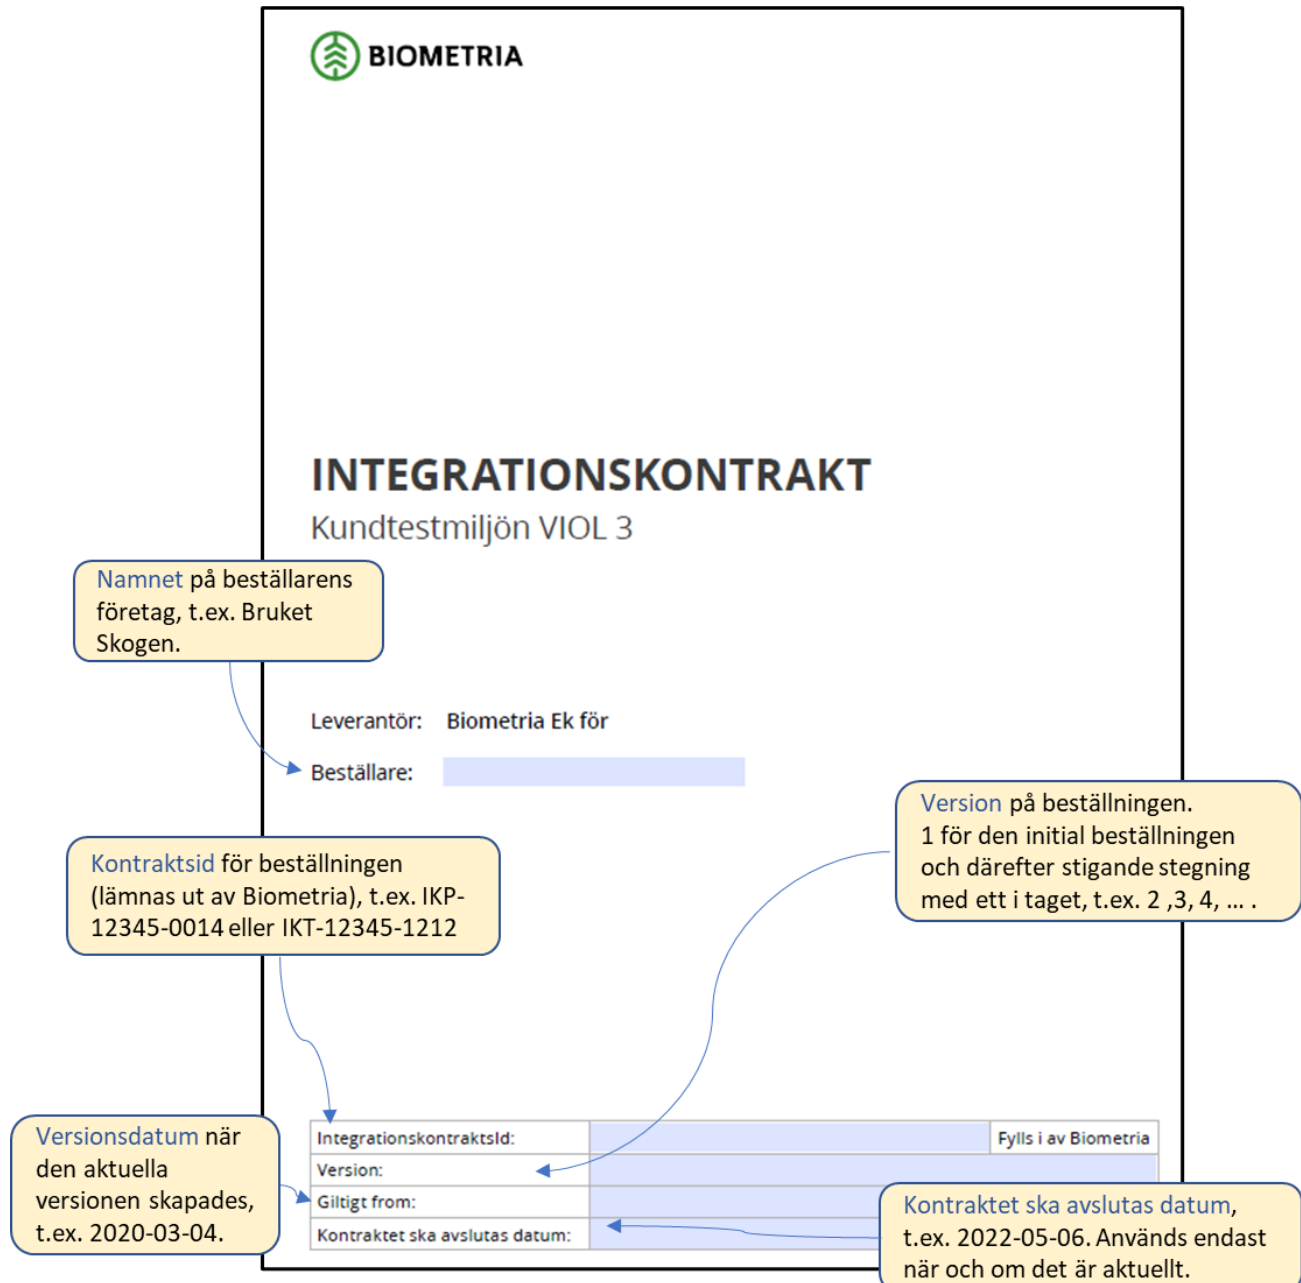 BIOMETRIA
INTEGRATIONSKONTRAKT
Kundtestmiljön VIOL 3
Namnet på beställarens
företag, t.ex. Bruket
Skogen.
Leverantör: Biometria Ek för
Beställare:
Version på beställningen.
1 för den initial beställningen
och därefter stigande stegning
med ett i taget, t.ex. 2 ,3, 4, ... .
Kontraktsid för beställningen
(lämnas ut av Biometria), t.ex. IKP-
12345-0014 eller IKT-12345-1212
Versionsdatum när
den aktuella
versionen skapades,
t.ex. 2020-03-04.
IntegrationskontraktsId: Fylls i av Biometria
Version:
Giltigt from:
Kontraktet ska avslutas datum:
Kontraktet ska avslutas datum,
t.ex. 2022-05-06. Används endast
när och om det är aktuellt.